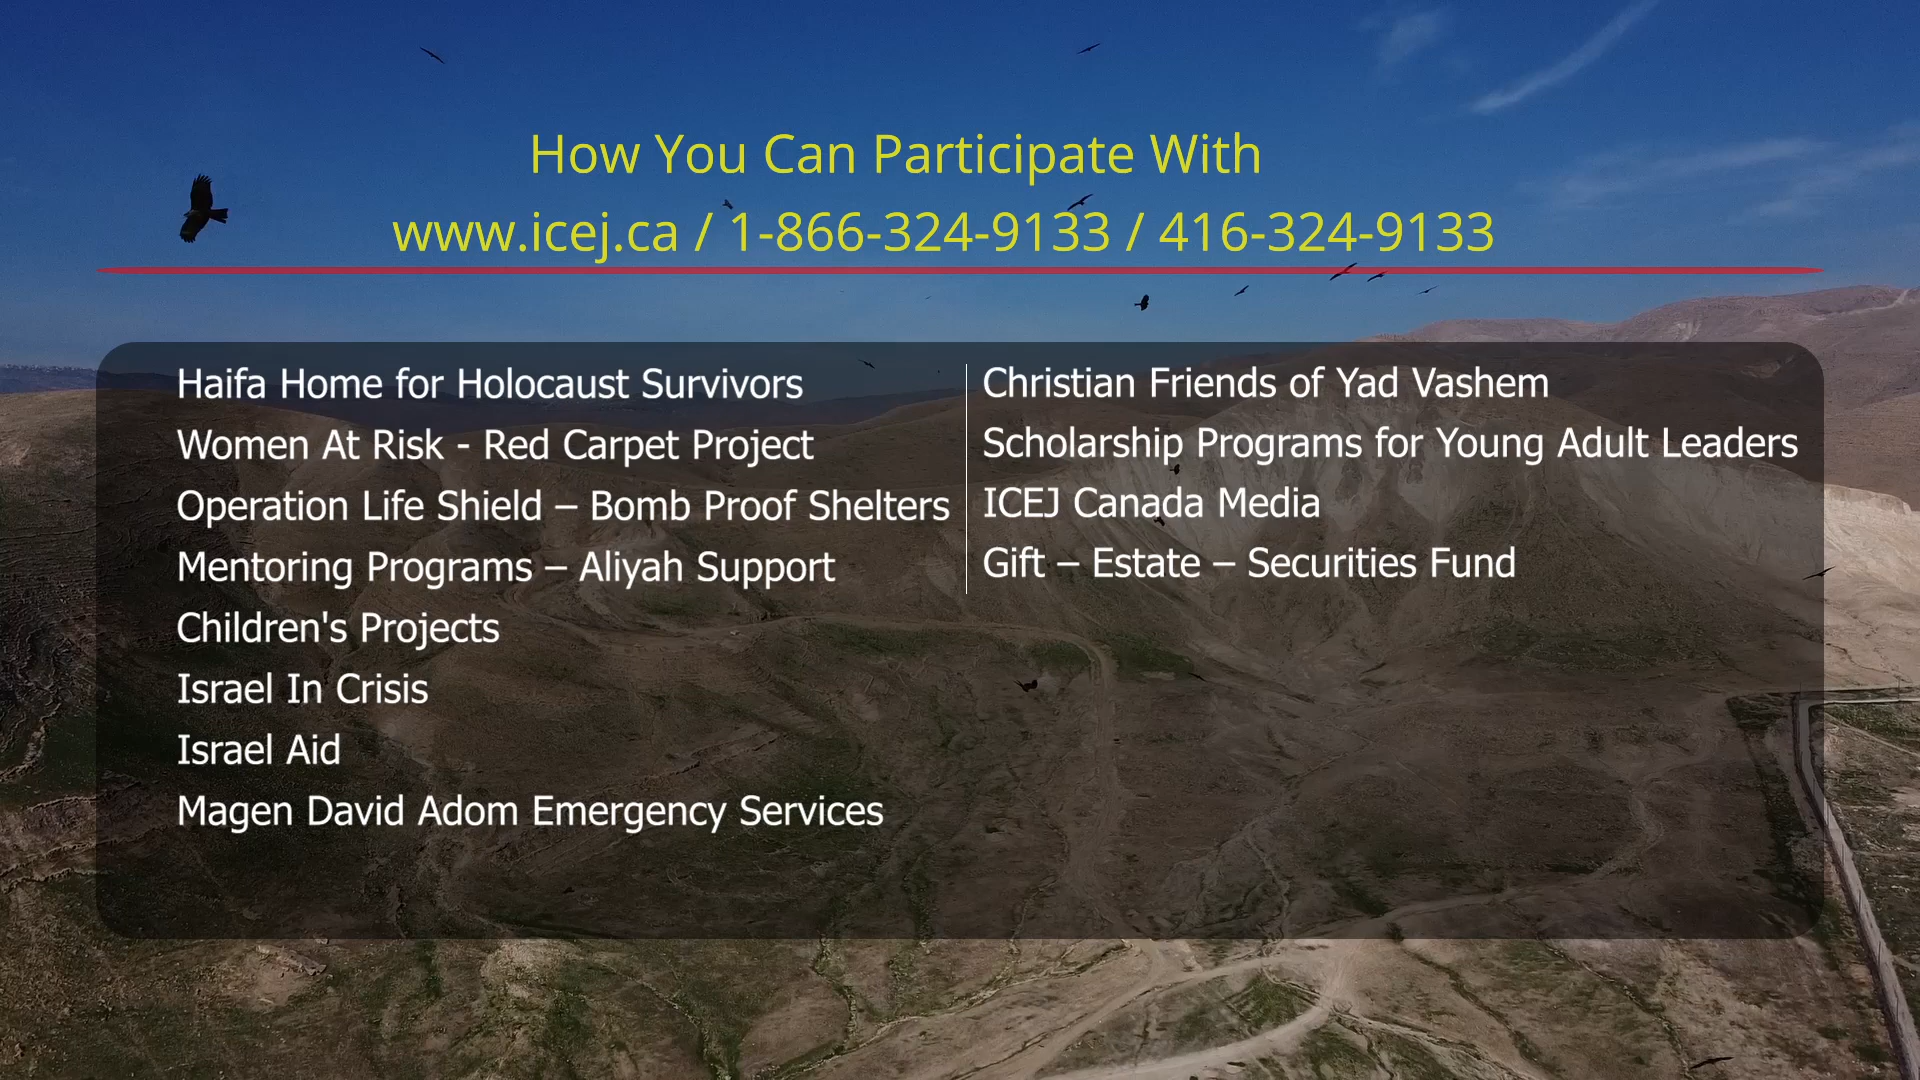 How You Can Participate With
www.icej.ca / 1-866-324-9133 / 416-324-9133
Haifa Home for Holocaust Survivors
Women At Risk - Red Carpet Project
Operation Life Shield – Bomb Proof Shelters
Mentoring Programs – Aliyah Support
Children's Projects
Israel In Crisis
Israel Aid
Magen David Adom Emergency Services
Christian Friends of Yad Vashem
Scholarship Programs for Young Adult Leaders
ICEJ Canada Media
Gift – Estate – Securities Fund